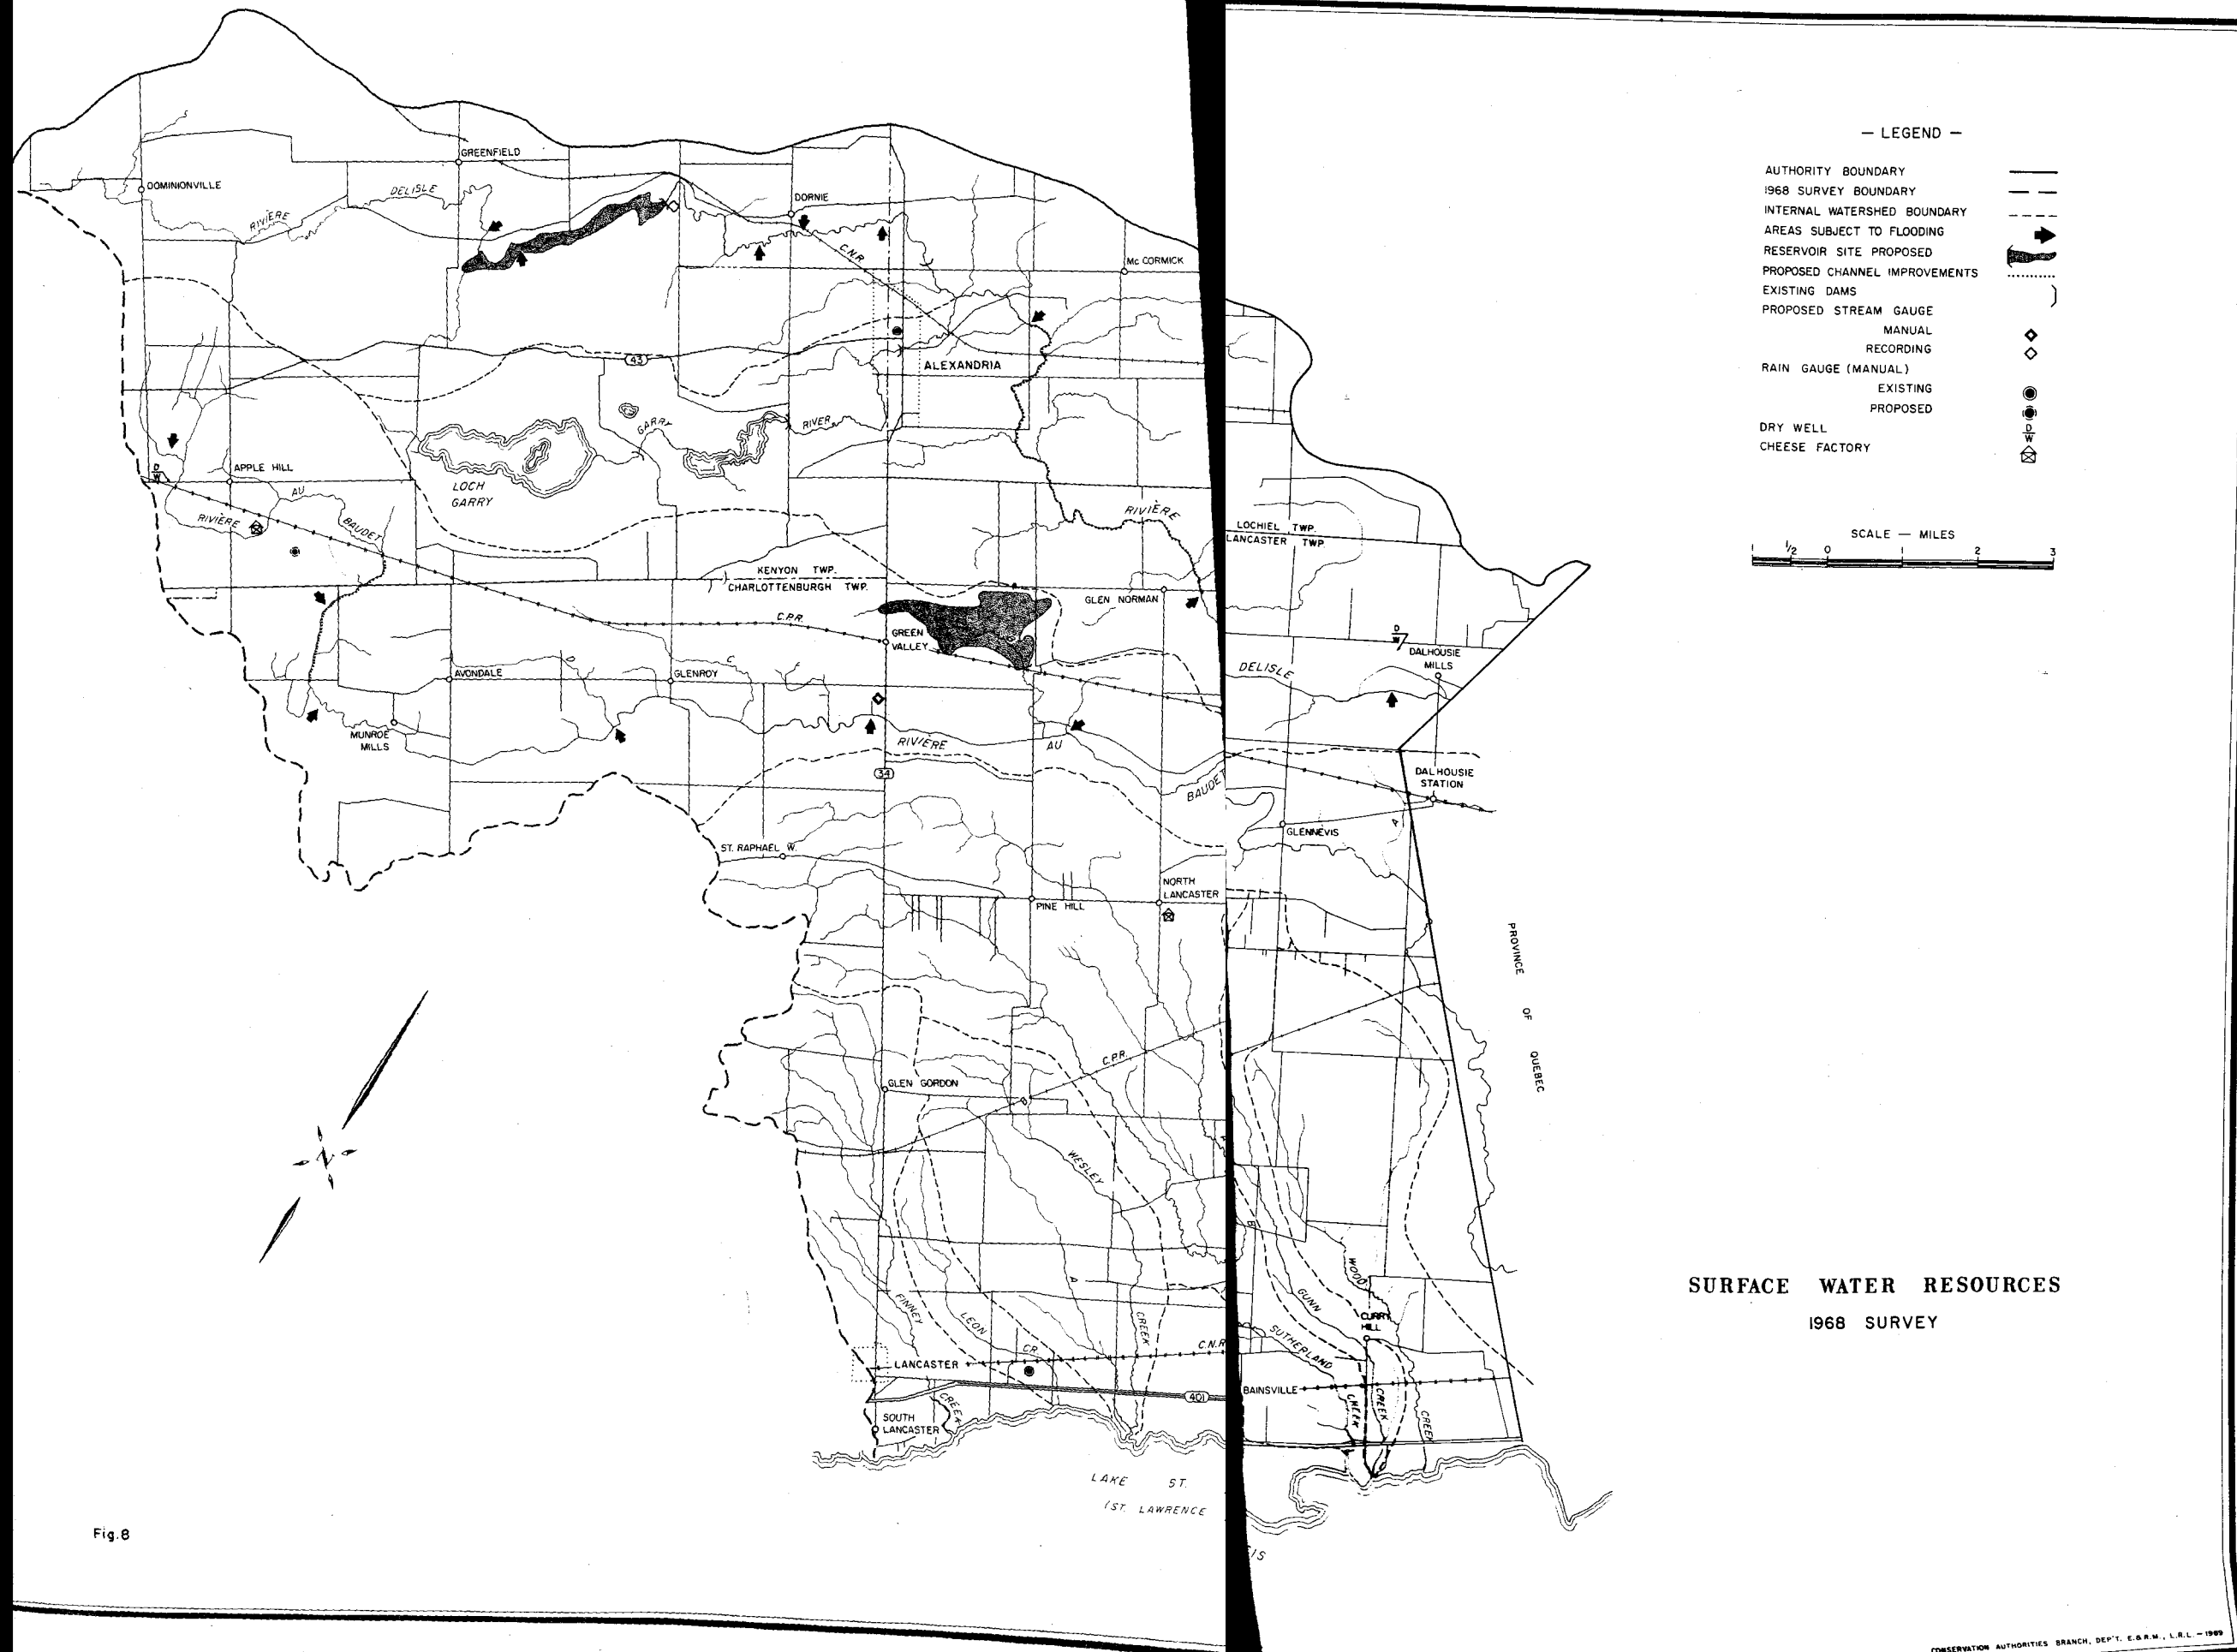 — LEGEND —
AUTHORITY BOUNDARY
1968 SURVEY BOUNDARY
INTERNAL WATERSHED BOUNDARY
AREAS SUBJECT TO FLOODING
RESERVOIR SITE PROPOSED
PROPOSED CHANNEL IMPROVEMENTS
EXISTING DAMS
PROPOSED STREAM GAUGE
MANUAL
RECORDING
RAIN GAUGE (MANUAL)
EXISTING
PROPOSED
DRY WELL D/W
CHEESE FACTORY
SCALE — MILES
1 1/2 0 1 2 3
GREENFIELD
DOMINIONVILLE
RIVIÈRE DELISLE
DORNIE
C.N.R.
Mc CORMICK
43
ALEXANDRIA
GARRY RIVER
LOCH
GARRY
D/W
APPLE HILL
RIVIÈRE AU BAUDET
RIVIÈRE
LOCHIEL TWP.
LANCASTER TWP.
KENYON TWP.
CHARLOTTENBURGH TWP.
GLEN NORMAN
C.P.R.
GREEN
VALLEY
D/W
DALHOUSIE
MILLS
DELISLE
AVONDALE
GLENROY
D
C
MUNROE
MILLS
RIVIÈRE AU BAUDET
34
DALHOUSIE
STATION
A
GLENNEVIS
ST. RAPHAEL W.
NORTH
LANCASTER
PINE HILL
PROVINCE OF QUEBEC
C.P.R.
GLEN GORDON
B
WESLEY
N
A
B
WOOD
FINNEY
LEON
CREEK
GUNN
CURRY
HILL
SUTHERLAND
CR.
C.N.R.
LANCASTER
401
BAINSVILLE
CREEK
CREEK
CREEK
CREEK
SOUTH
LANCASTER
LAKE ST.
(ST. LAWRENCE
SURFACE WATER RESOURCES
1968 SURVEY
Fig.8
CONSERVATION AUTHORITIES BRANCH, DEP'T. E.&R.M., L.R.L. — 1969